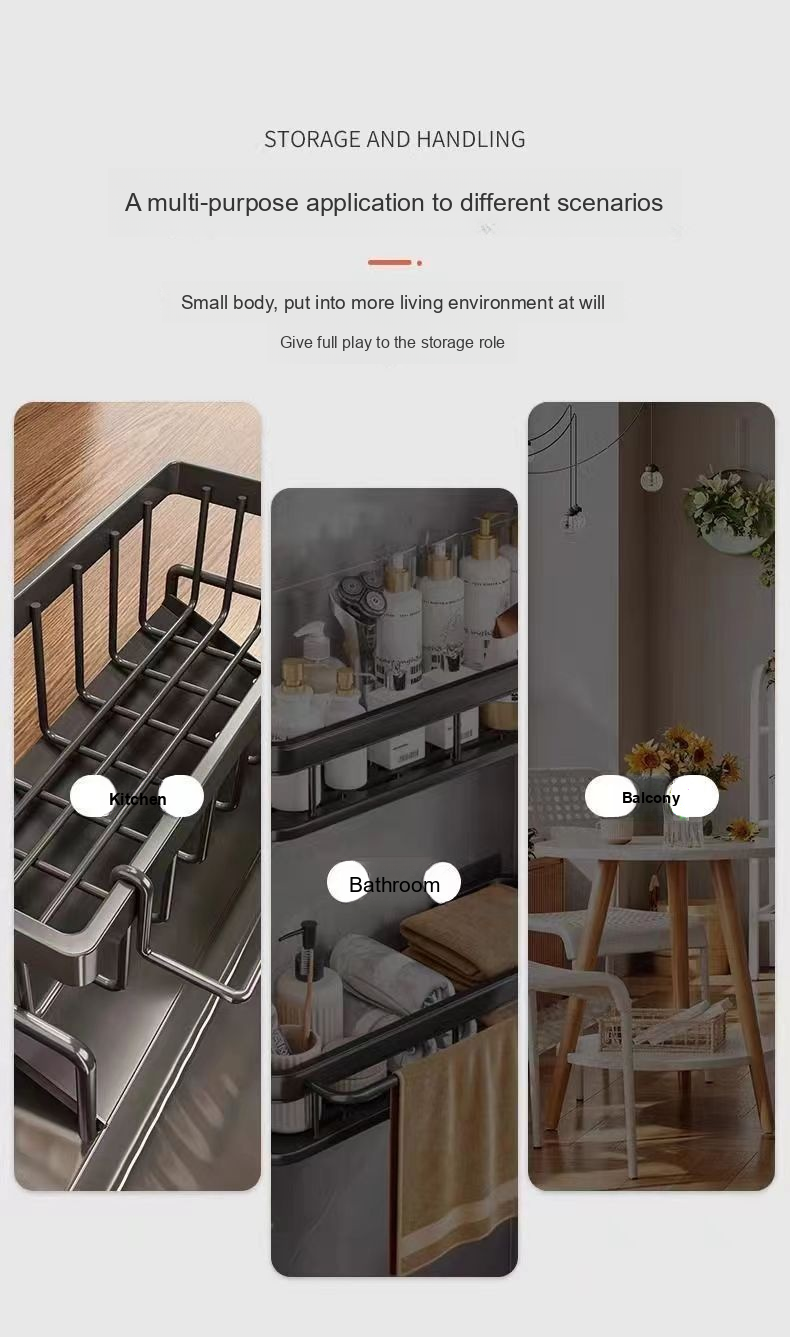 STORAGE AND HANDLING
A multi-purpose application to different scenarios
Small body, put into more living environment at will
Give full play to the storage role
Kitchen
Bathroom
Balcony